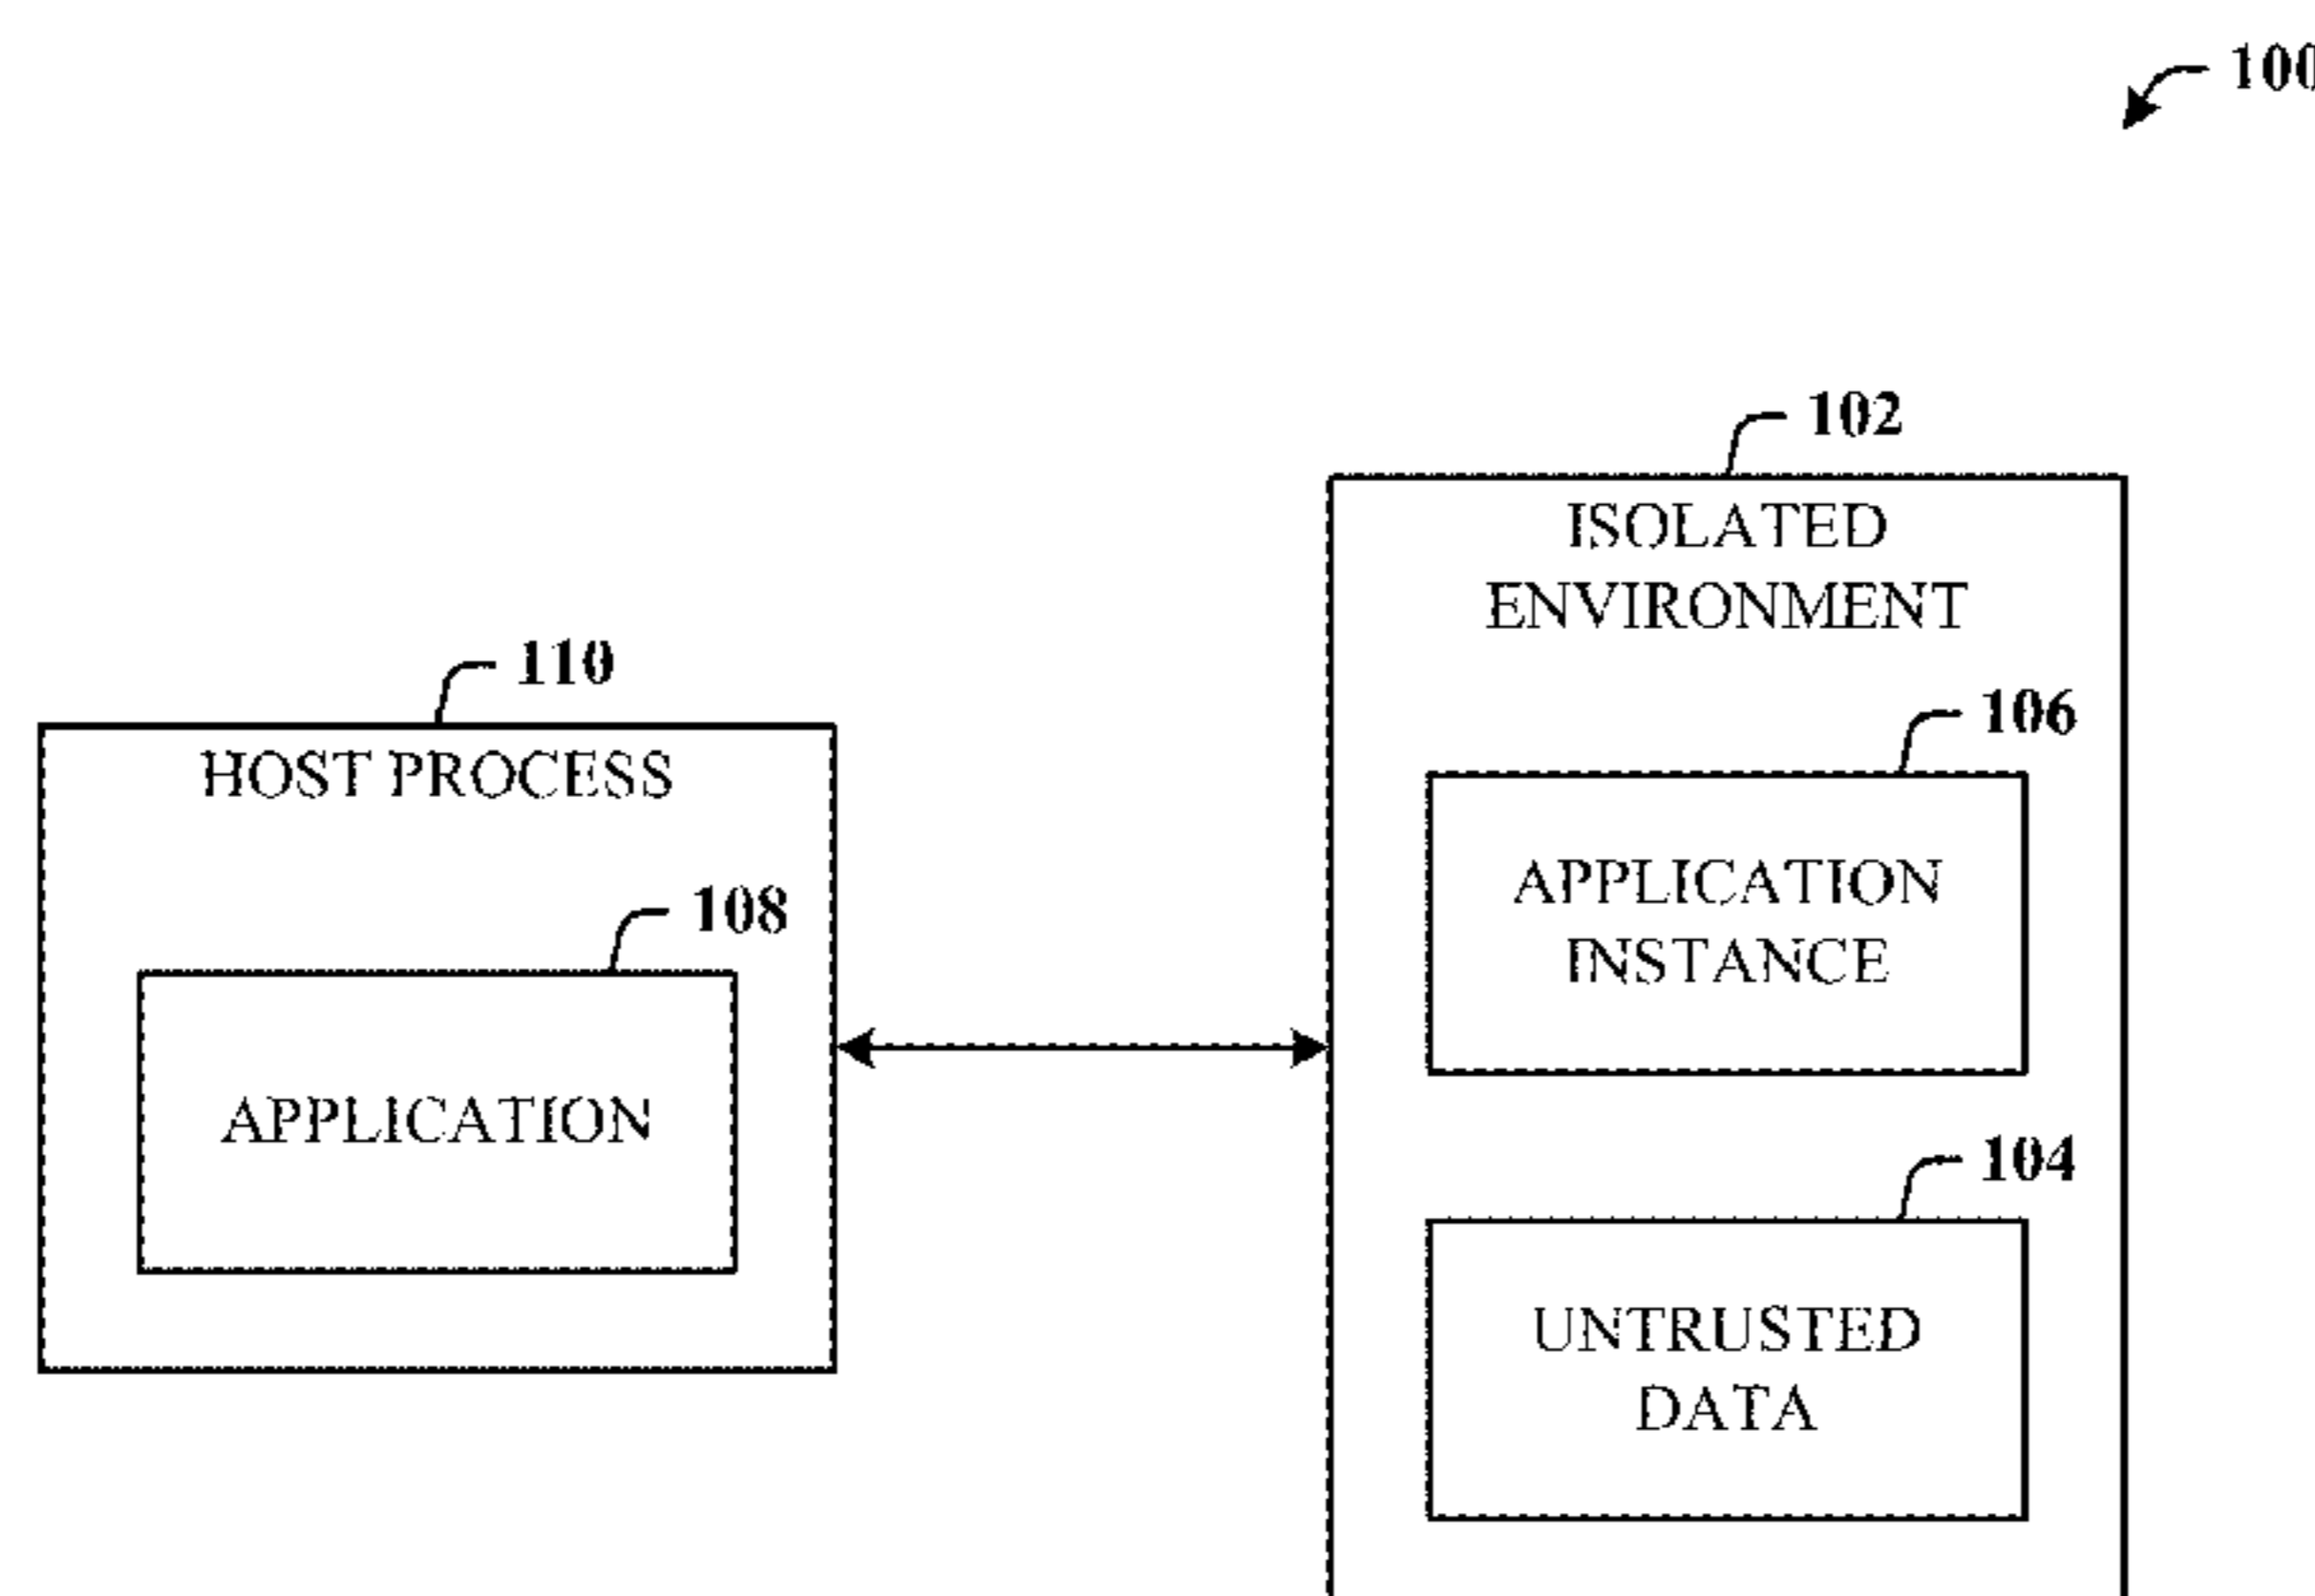 100
102
ISOLATED
ENVIRONMENT
110
HOST PROCESS
106
APPLICATION
INSTANCE
108
APPLICATION
104
UNTRUSTED
DATA